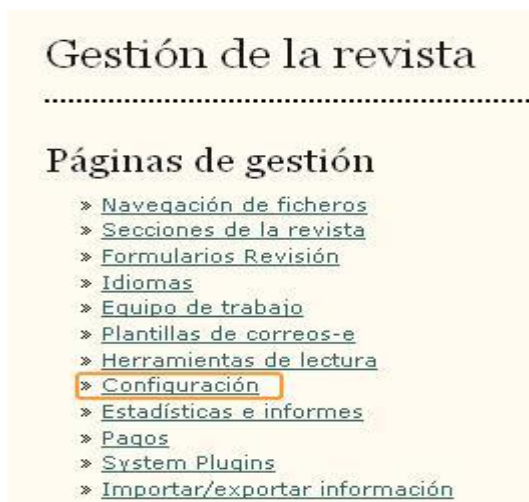 Gestión de la revista
Páginas de gestión
» Navegación de ficheros
» Secciones de la revista
» Formularios Revisión
» Idiomas
» Equipo de trabajo
» Plantillas de correos-e
» Herramientas de lectura
» Configuración
» Estadísticas e informes
» Pagos
» System Plugins
» Importar/exportar información